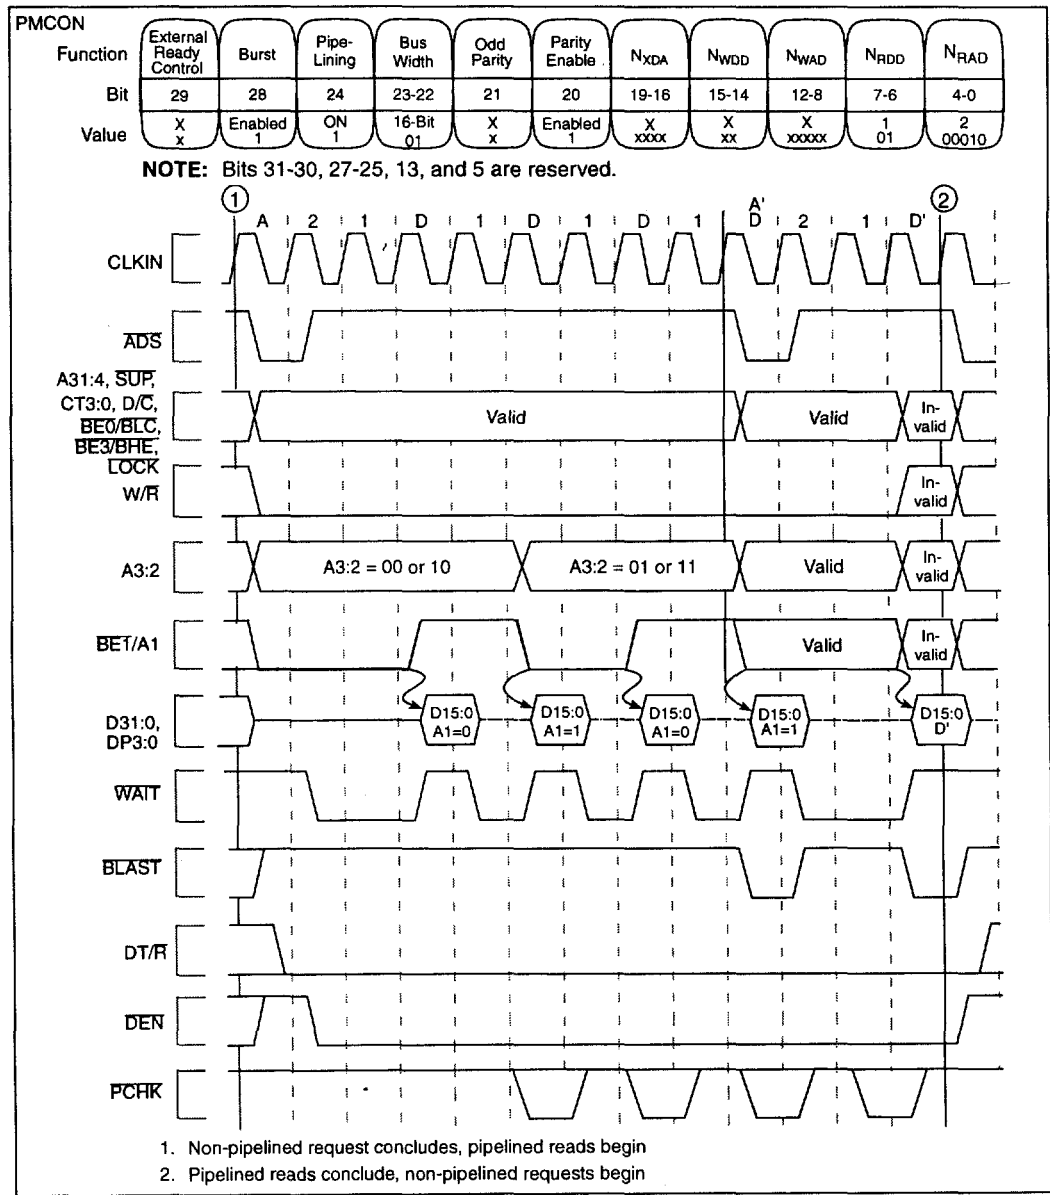 PMCON
Function
External Ready Control
Burst
Pipe-Lining
Bus Width
Odd Parity
Parity Enable
NXDA
NWDD
NWAD
NRDD
NRAD
Bit 29 28 24 23-22 21 20 19-16 15-14 12-8 7-6 4-0
Value
X x
Enabled 1
ON 1
16-Bit 01
X x
Enabled 1
X xxxx
X xx
X xxxxx
1 01
2 00010
NOTE: Bits 31-30, 27-25, 13, and 5 are reserved.
1 2
A 2 1 D 1 D 1 D 1 A' D 2 1 D'
CLKIN
ADS
A31:4, SUP,
CT3:0, D/C,
BE0/BLC,
BE3/BHE,
LOCK
Valid Valid In-valid
W/R
In-valid
A3:2
A3:2 = 00 or 10 A3:2 = 01 or 11 Valid In-valid
BE1/A1
Valid In-valid
D31:0,
DP3:0
D15:0 A1=0
D15:0 A1=1
D15:0 A1=0
D15:0 A1=1
D15:0 D'
WAIT
BLAST
DT/R
DEN
PCHK
1. Non-pipelined request concludes, pipelined reads begin
2. Pipelined reads conclude, non-pipelined requests begin